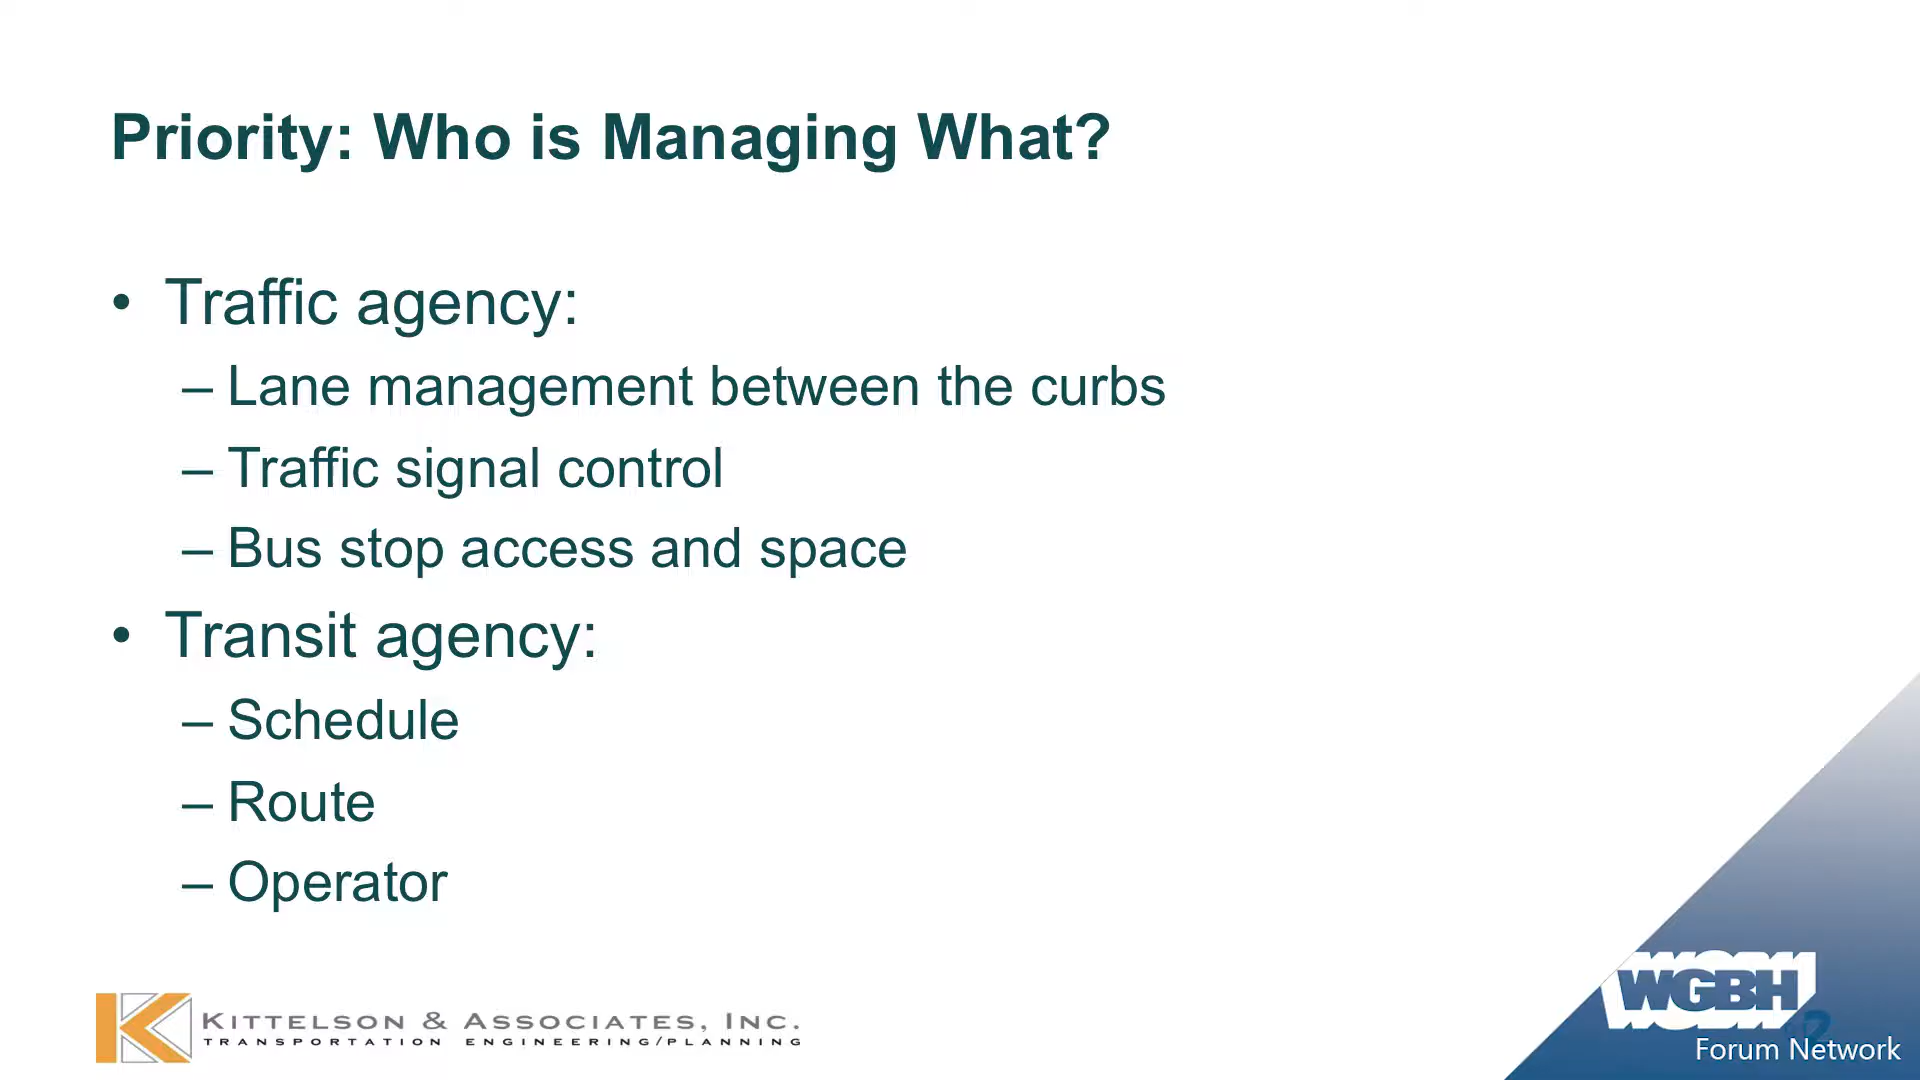 Priority: Who is Managing What?
• Traffic agency:
– Lane management between the curbs
– Traffic signal control
– Bus stop access and space
• Transit agency:
– Schedule
– Route
– Operator
KITTELSON & ASSOCIATES, INC.
TRANSPORTATION ENGINEERING/PLANNING
WGBH
Forum Network